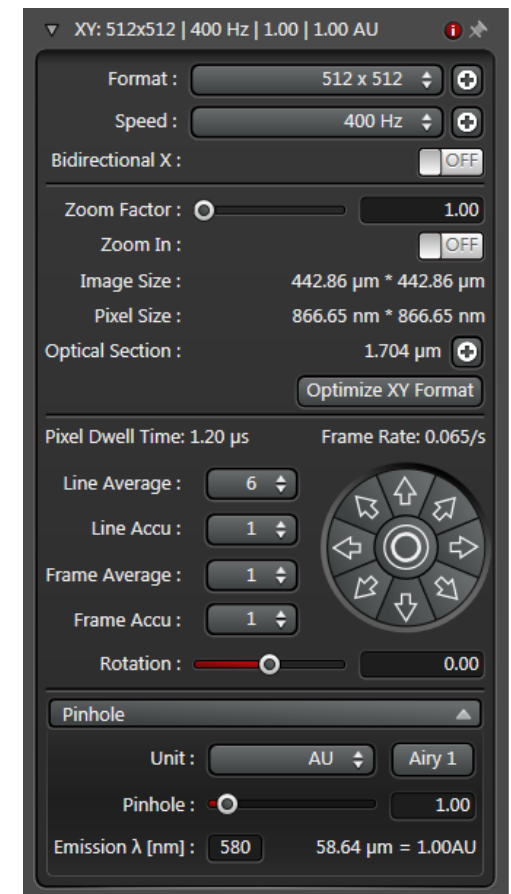 XY: 512x512 | 400 Hz | 1.00 | 1.00 AU
Format : 512 x 512
Speed : 400 Hz
Bidirectional X : OFF
Zoom Factor : 1.00
Zoom In : OFF
Image Size : 442.86 µm * 442.86 µm
Pixel Size : 866.65 nm * 866.65 nm
Optical Section : 1.704 µm
Optimize XY Format
Pixel Dwell Time: 1.20 µs Frame Rate: 0.065/s
Line Average : 6
Line Accu : 1
Frame Average : 1
Frame Accu : 1
Rotation : 0.00
Pinhole
Unit : AU Airy 1
Pinhole : 1.00
Emission λ [nm] : 580 58.64 µm = 1.00AU